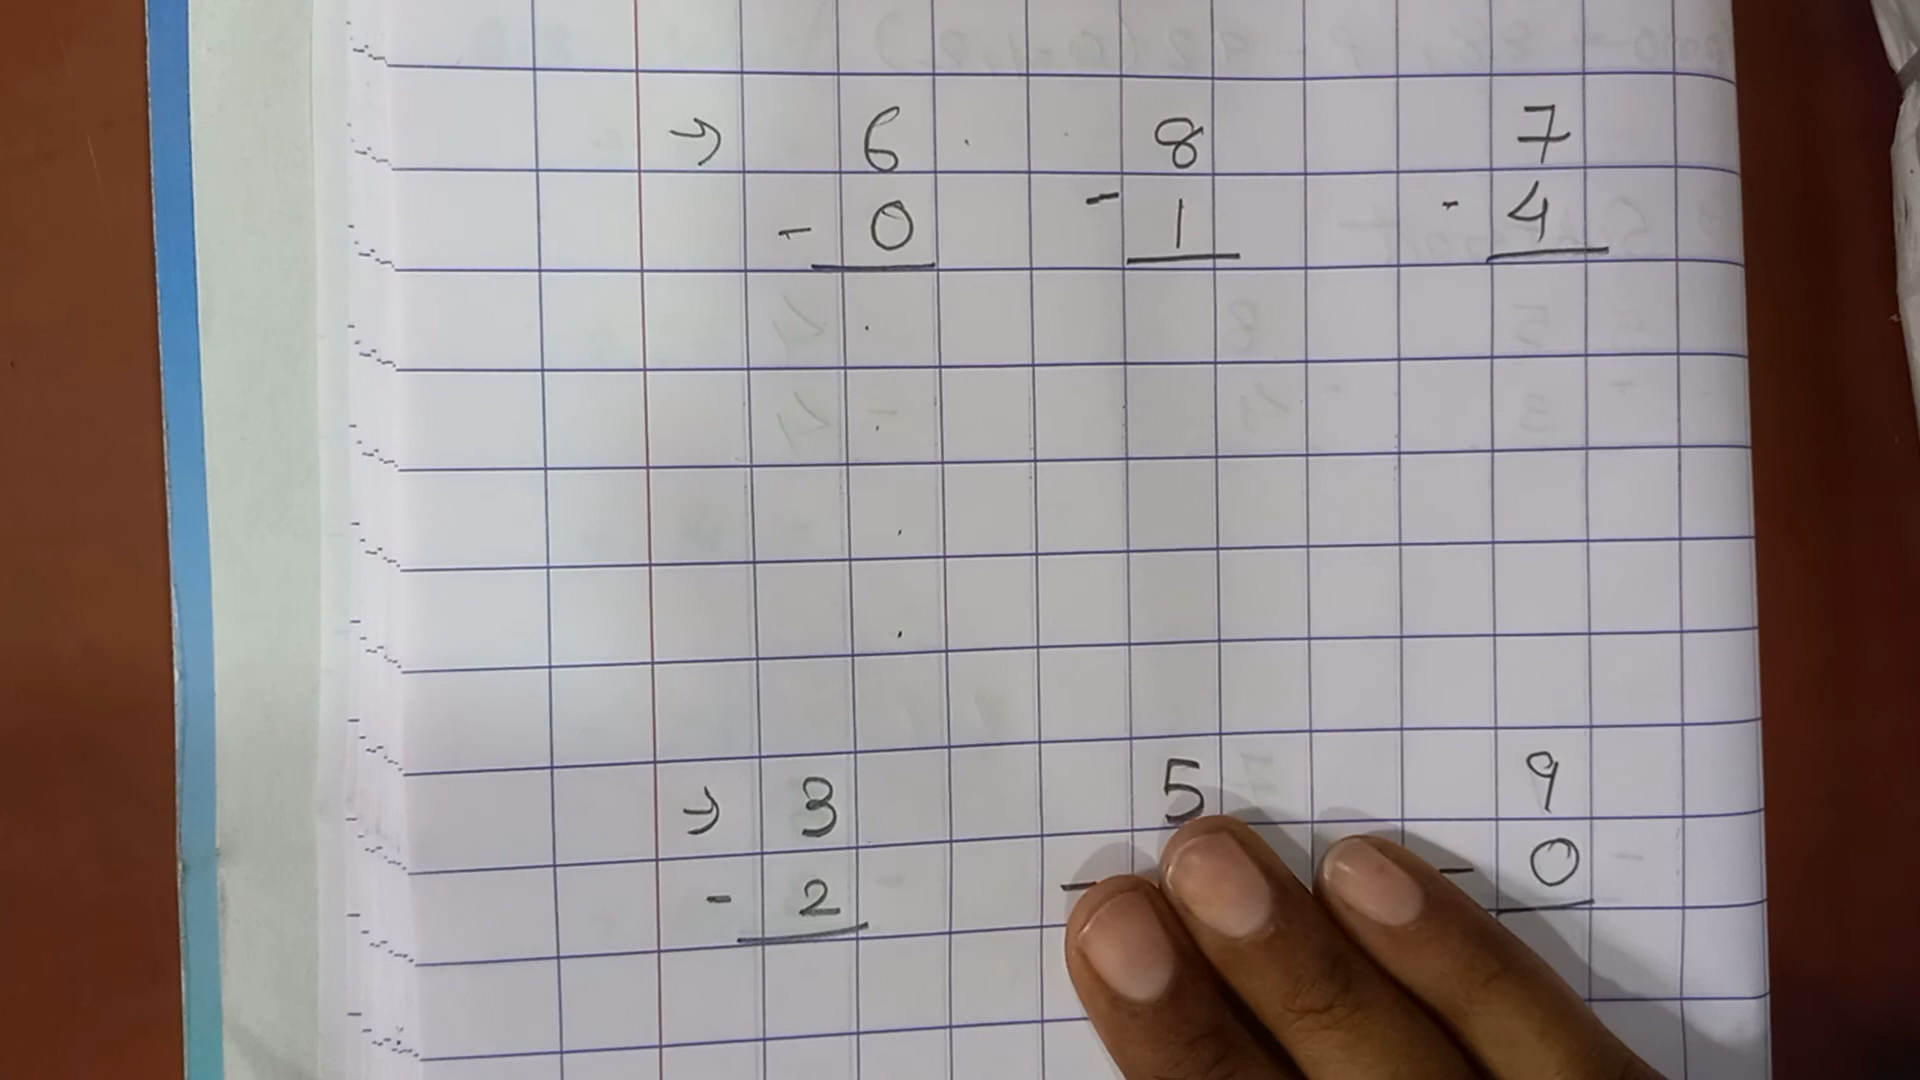 → 6 8 7
- 0 - 1 - 4
→ 3 5 9
- 2 - - 0